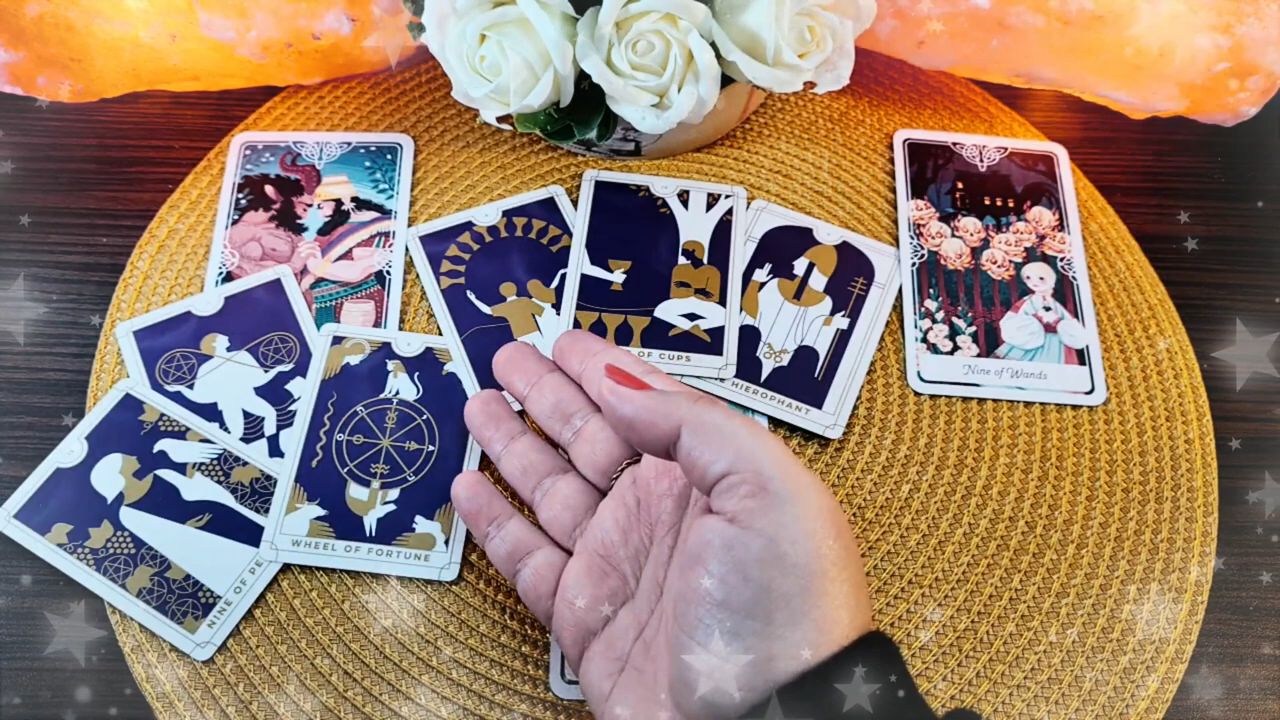 OF CUPS
HIEROPHANT
Nine of Wands
WHEEL OF FORTUNE
NINE OF PE